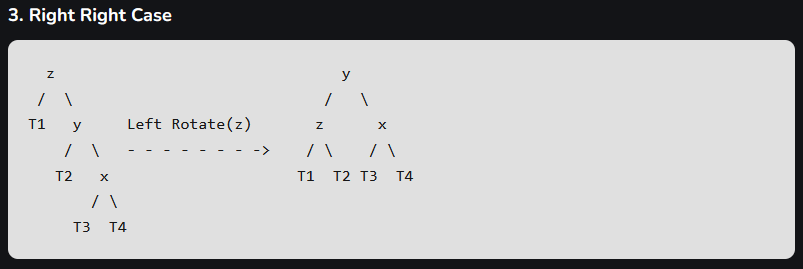 3. Right Right Case
z                                y
/  \                            /   \
T1   y      Left Rotate(z)     z      x
/  \   - - - - - - - ->    / \    / \
T2   x                     T1  T2 T3  T4
/ \
T3  T4